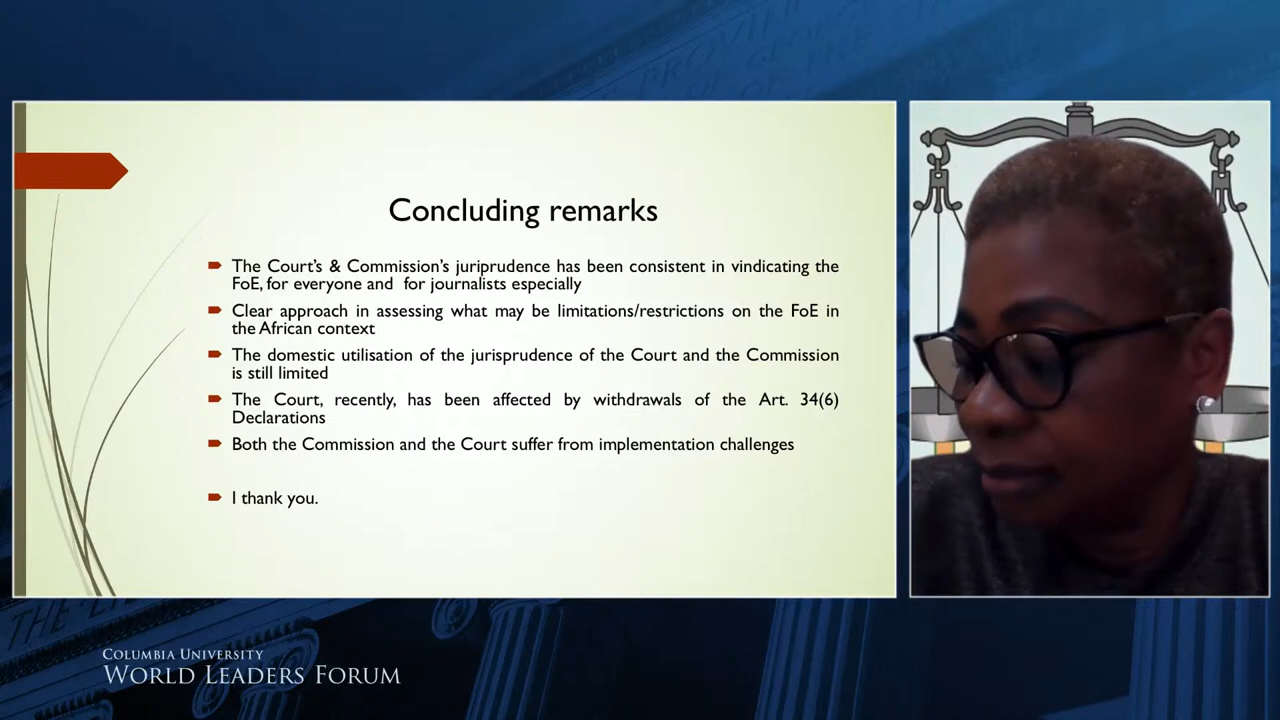 Concluding remarks
The Court's & Commission's juriprudence has been consistent in vindicating the
FoE, for everyone and for journalists especially
Clear approach in assessing what may be limitations/restrictions on the FoE in
the African context
The domestic utilisation of the jurisprudence of the Court and the Commission
is still limited
The Court, recently, has been affected by withdrawals of the Art. 34(6)
Declarations
Both the Commission and the Court suffer from implementation challenges
I thank you.
COLUMBIA UNIVERSITY
WORLD LEADERS FORUM